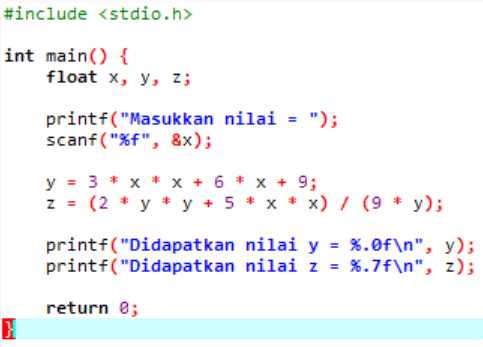 #include <stdio.h>
int main() {
float x, y, z;
printf("Masukkan nilai = ");
scanf("%f", &x);
y = 3 * x * x + 6 * x + 9;
z = (2 * y * y + 5 * x * x) / (9 * y);
printf("Didapatkan nilai y = %.0f\n", y);
printf("Didapatkan nilai z = %.7f\n", z);
return 0;
}